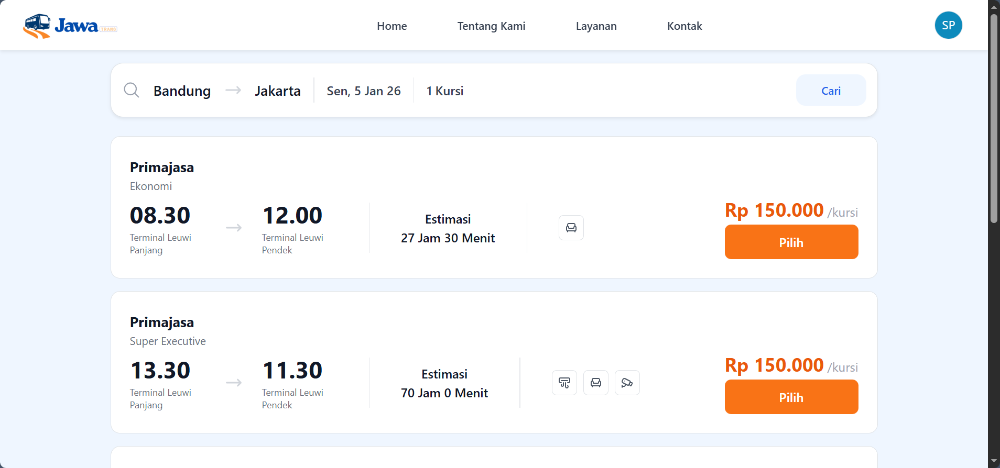 Jawa TRANS
Home
Tentang Kami
Layanan
Kontak
SP
Bandung
Jakarta
Sen, 5 Jan 26
1 Kursi
Cari
Primajasa
Ekonomi
08.30
Terminal Leuwi
Panjang
12.00
Terminal Leuwi
Pendek
Estimasi
27 Jam 30 Menit
Rp 150.000 /kursi
Pilih
Primajasa
Super Executive
13.30
Terminal Leuwi
Panjang
11.30
Terminal Leuwi
Pendek
Estimasi
70 Jam 0 Menit
Rp 150.000 /kursi
Pilih